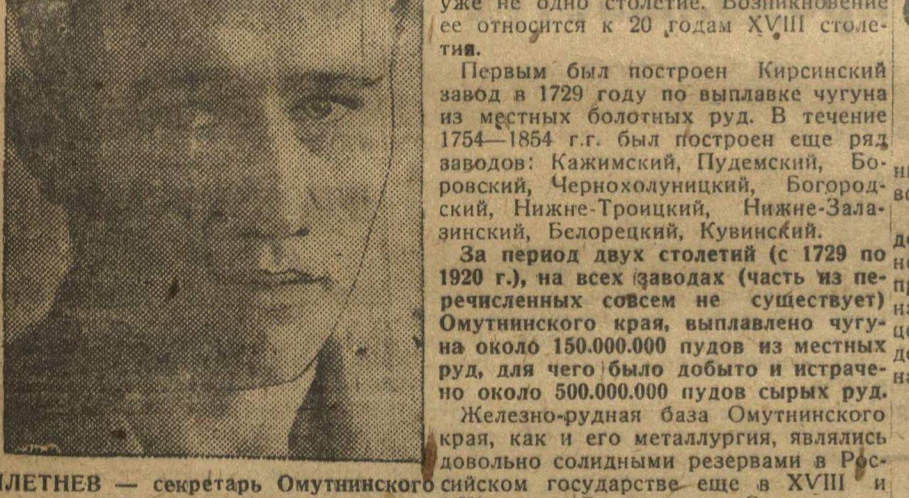 уже не одно столетие. Возникновение
ее относится к 20 годам XVIII столе-
тия.
Первым был построен Кирсинский
завод в 1729 году по выплавке чугуна
из местных болотных руд. В течение
1754—1854 г.г. был построен еще ряд
заводов: Кажимский, Пудемский, Бо-
ровский, Чернохолуницкий, Богород-
ский, Нижне-Троицкий, Нижне-Зала-
зинский, Белорецкий, Кувинский.
За период двух столетий (с 1729 по
1920 г.), на всех заводах (часть из пе-
речисленных совсем не существует)
Омутнинского края, выплавлено чугу-
на около 150.000.000 пудов из местных
руд, для чего было добыто и истраче-
но около 500.000.000 пудов сырых руд.
Железно-рудная база Омутнинского
края, как и его металлургия, являлись
довольно солидными резервами в Рос-
сийском государстве еще в XVIII и
ПЛЕТНЕВ — секретарь Омутнинского